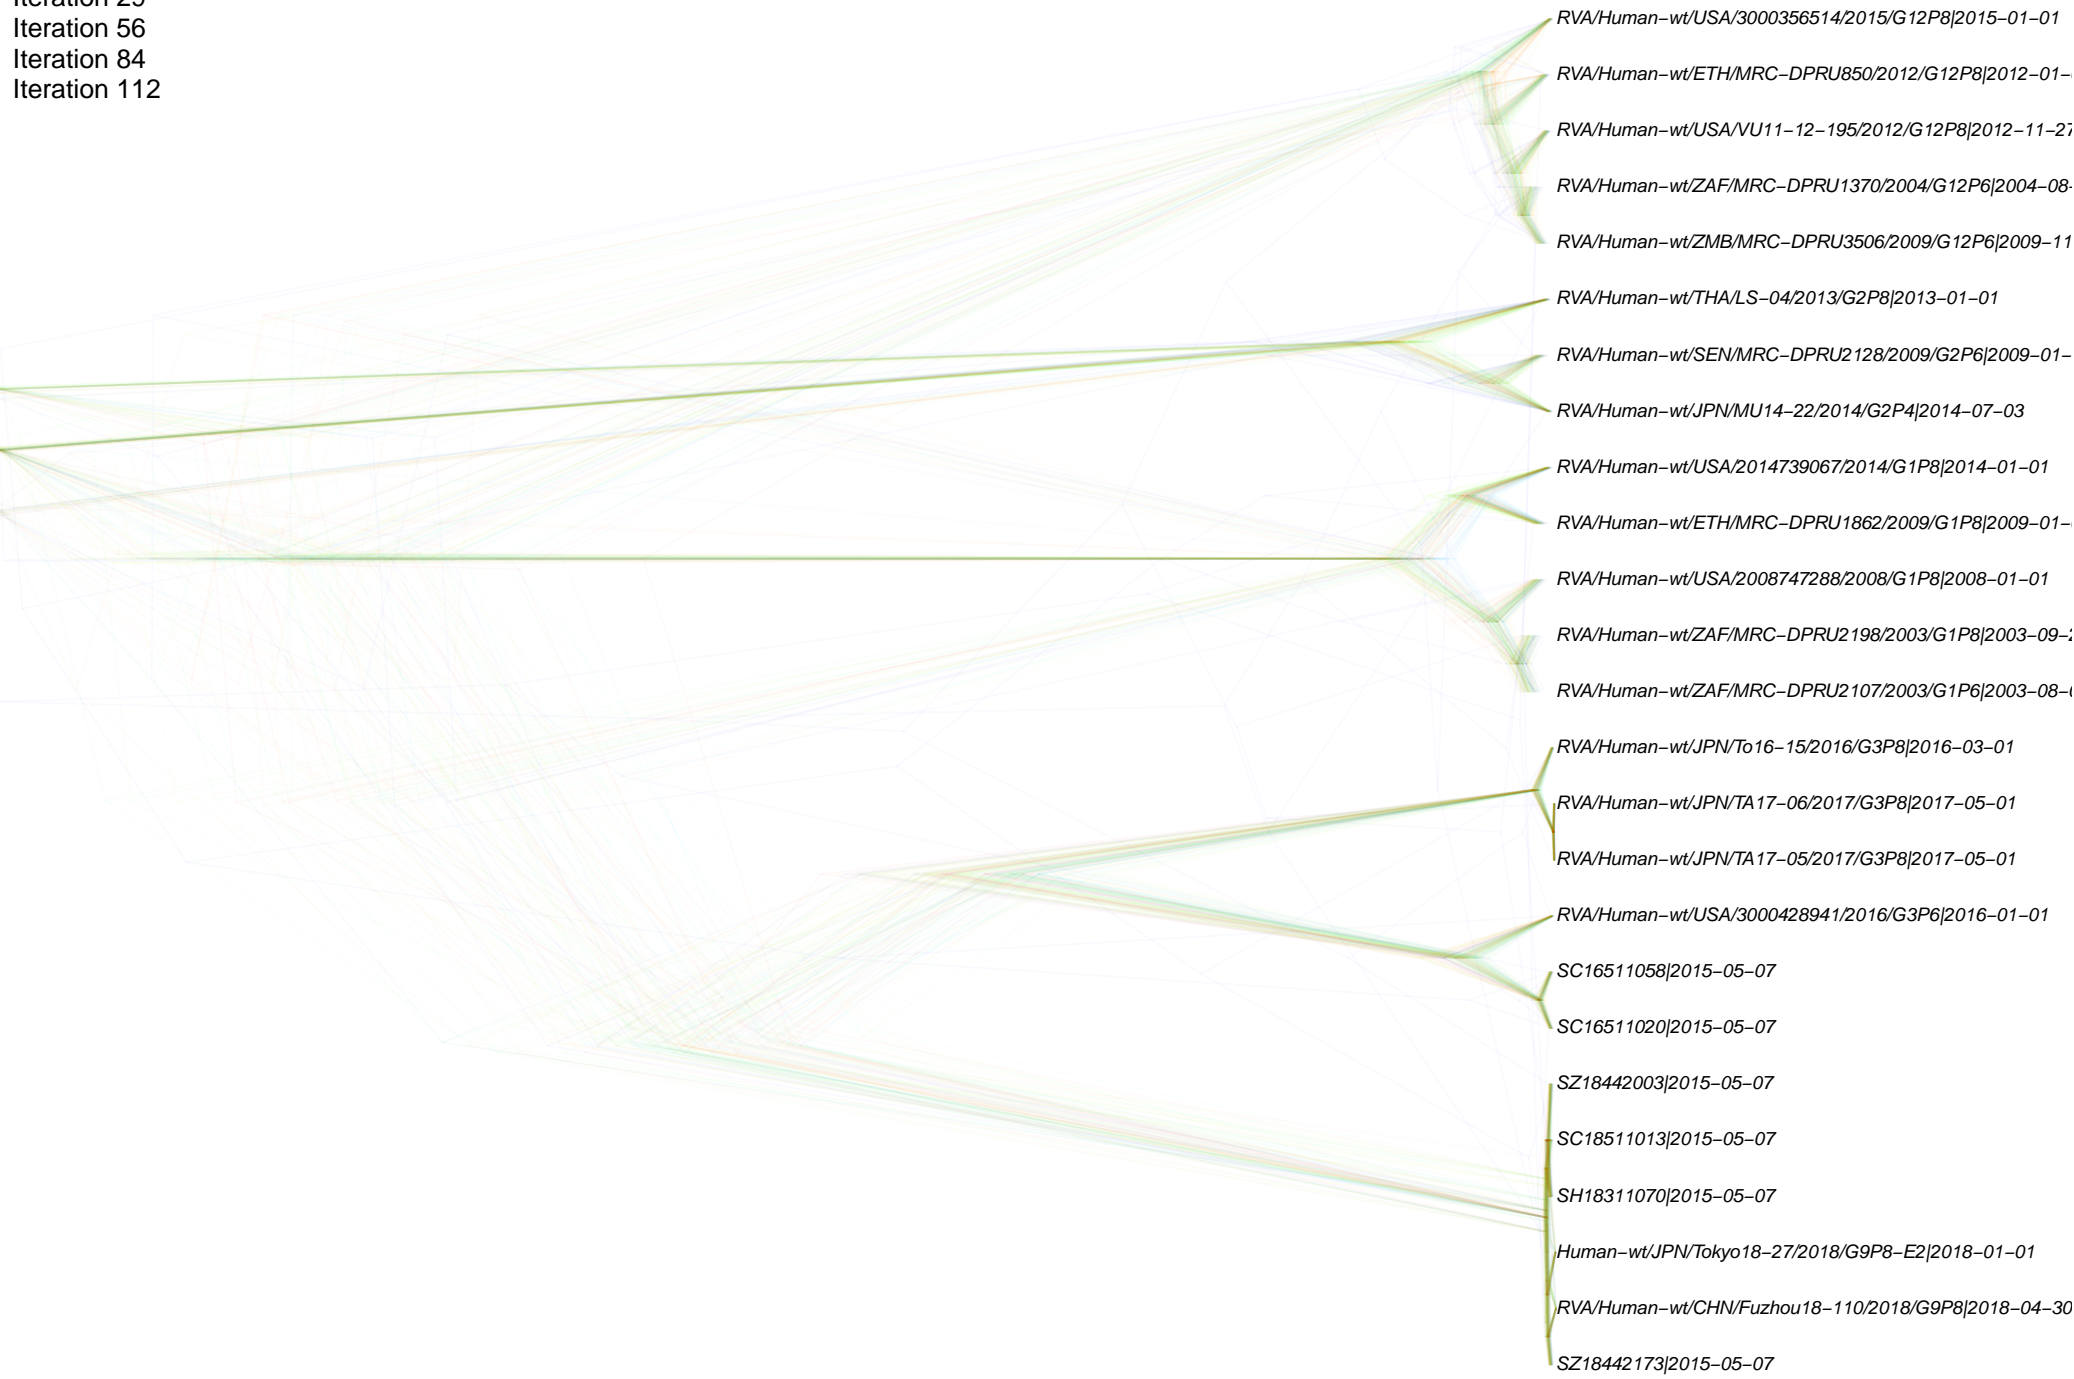 Iteration 29
Iteration 56
Iteration 84
Iteration 112
RVA/Human−wt/USA/3000356514/2015/G12P8|2015−01−01
RVA/Human−wt/ETH/MRC−DPRU850/2012/G12P8|2012−01−
RVA/Human−wt/USA/VU11−12−195/2012/G12P8|2012−11−27
RVA/Human−wt/ZAF/MRC−DPRU1370/2004/G12P6|2004−08−
RVA/Human−wt/ZMB/MRC−DPRU3506/2009/G12P6|2009−11
RVA/Human−wt/THA/LS−04/2013/G2P8|2013−01−01
RVA/Human−wt/SEN/MRC−DPRU2128/2009/G2P6|2009−01−
RVA/Human−wt/JPN/MU14−22/2014/G2P4|2014−07−03
RVA/Human−wt/USA/2014739067/2014/G1P8|2014−01−01
RVA/Human−wt/ETH/MRC−DPRU1862/2009/G1P8|2009−01−
RVA/Human−wt/USA/2008747288/2008/G1P8|2008−01−01
RVA/Human−wt/ZAF/MRC−DPRU2198/2003/G1P8|2003−09−2
RVA/Human−wt/ZAF/MRC−DPRU2107/2003/G1P6|2003−08−0
RVA/Human−wt/JPN/To16−15/2016/G3P8|2016−03−01
RVA/Human−wt/JPN/TA17−06/2017/G3P8|2017−05−01
RVA/Human−wt/JPN/TA17−05/2017/G3P8|2017−05−01
RVA/Human−wt/USA/3000428941/2016/G3P6|2016−01−01
SC16511058|2015−05−07
SC16511020|2015−05−07
SZ18442003|2015−05−07
SC18511013|2015−05−07
SH18311070|2015−05−07
Human−wt/JPN/Tokyo18−27/2018/G9P8−E2|2018−01−01
RVA/Human−wt/CHN/Fuzhou18−110/2018/G9P8|2018−04−30
SZ18442173|2015−05−07